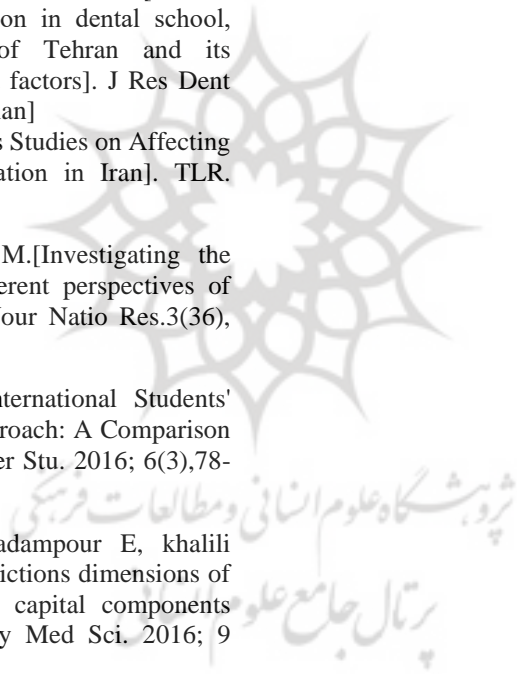 on in dental school,
of Tehran and its
factors]. J Res Dent
an]
s Studies on Affecting
ation in Iran]. TLR.
M.[Investigating the
erent perspectives of
Jour Natio Res.3(36),
nternational Students'
roach: A Comparison
er Stu. 2016; 6(3),78-
پژوهشگاه علوم انسانی و مطالعات فرهنگی
adampour E, khalili
ictions dimensions of
capital components
پرتال جامع علوم انسانی
y Med Sci. 2016; 9